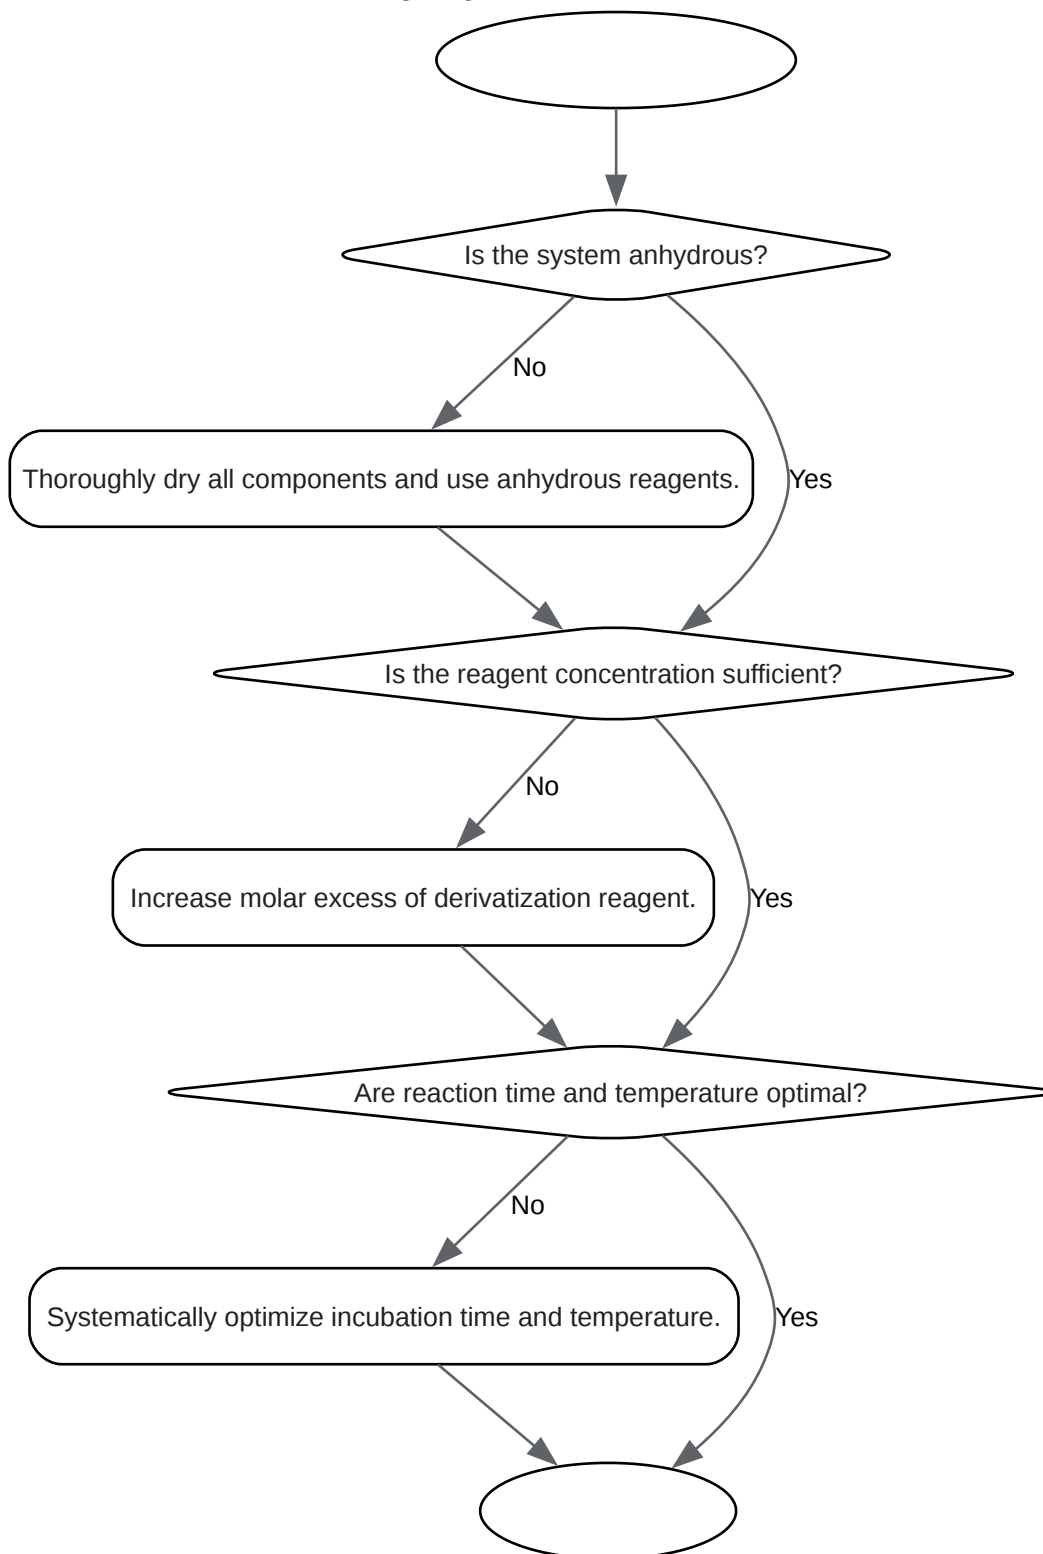 Is the system anhydrous?
No
Thoroughly dry all components and use anhydrous reagents.
Yes
Is the reagent concentration sufficient?
No
Increase molar excess of derivatization reagent.
Yes
Are reaction time and temperature optimal?
No
Systematically optimize incubation time and temperature.
Yes